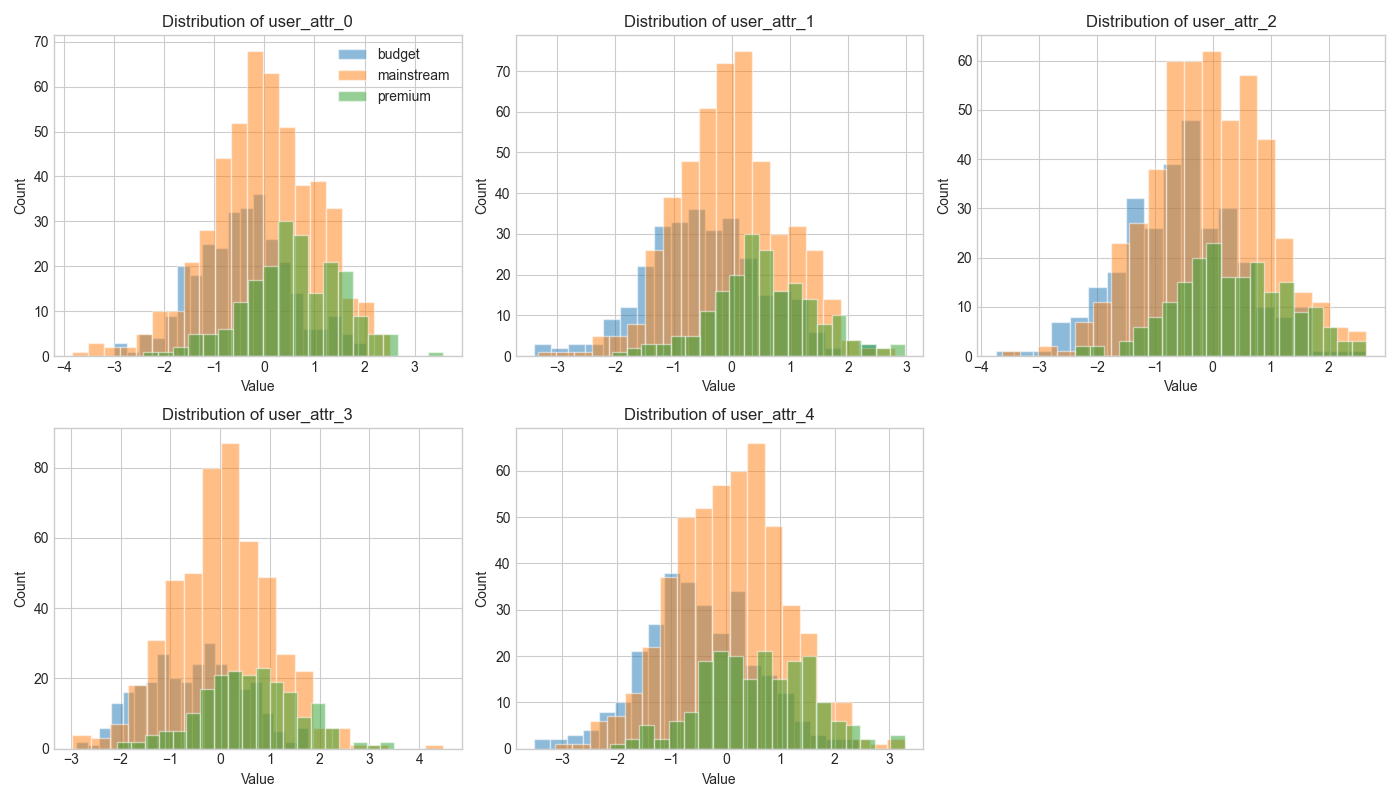 Distribution of user_attr_0
70
60
50
40
30
20
10
0
Count
budget
mainstream
premium
−4 −3 −2 −1 0 1 2 3
Value
Distribution of user_attr_1
70
60
50
40
30
20
10
0
Count
−3 −2 −1 0 1 2 3
Value
Distribution of user_attr_2
60
50
40
30
20
10
0
Count
−4 −3 −2 −1 0 1 2
Value
Distribution of user_attr_3
80
60
40
20
0
Count
−3 −2 −1 0 1 2 3 4
Value
Distribution of user_attr_4
60
50
40
30
20
10
0
Count
−3 −2 −1 0 1 2 3
Value